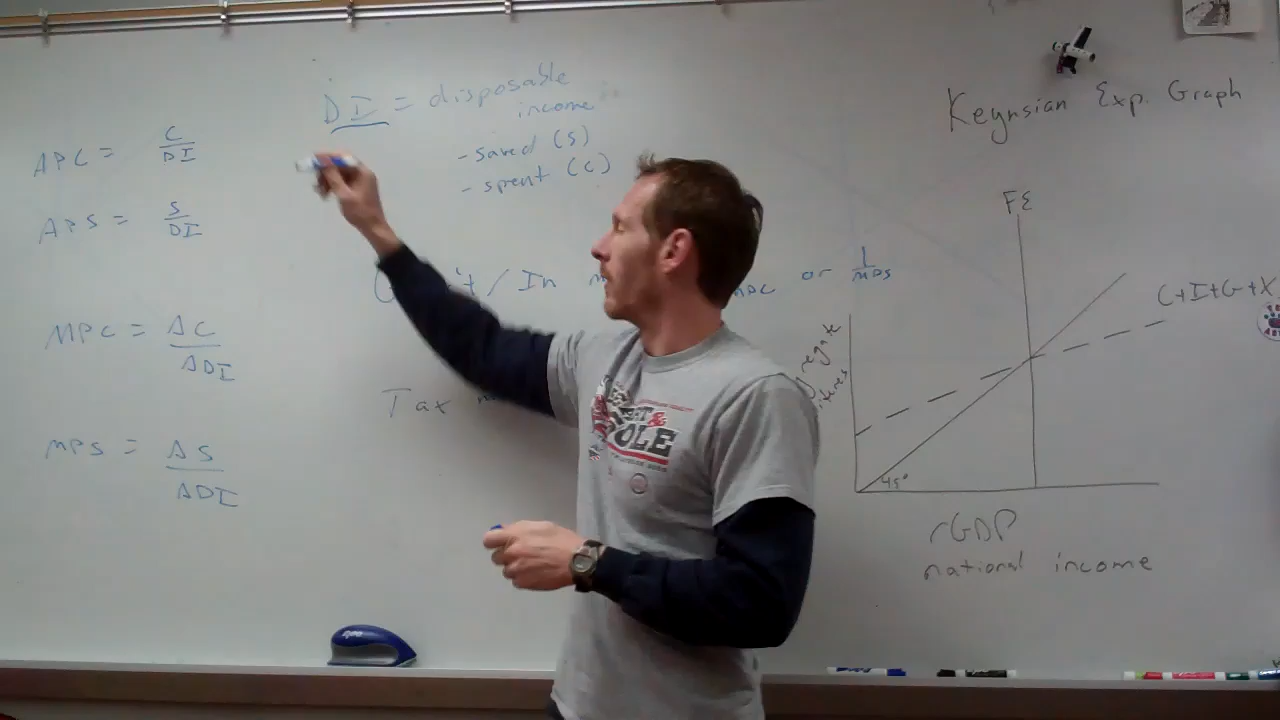 DI = disposable
income
- saved (S)
- spent (C)
APC = C
DI
APS = S
DI
MPC = ΔC
ΔDI
MPS = ΔS
ΔDI
't / In
or 1
MPS
Tax
Keynsian Exp. Graph
FE
C+I+G+X
45°
rGDP
national income
EXPO